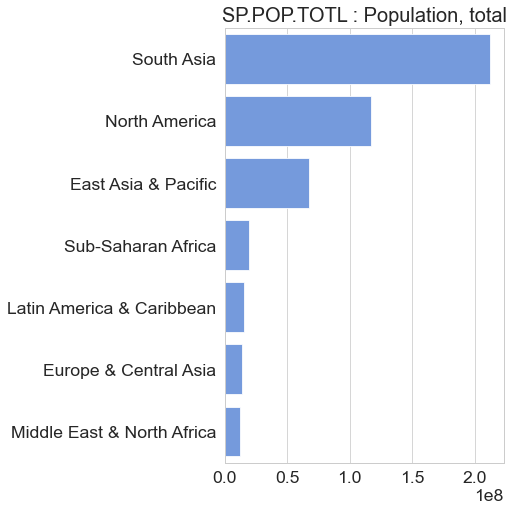 SP.POP.TOTL : Population, total
South Asia
North America
East Asia & Pacific
Sub-Saharan Africa
Latin America & Caribbean
Europe & Central Asia
Middle East & North Africa
0.0 0.5 1.0 1.5 2.0
1e8